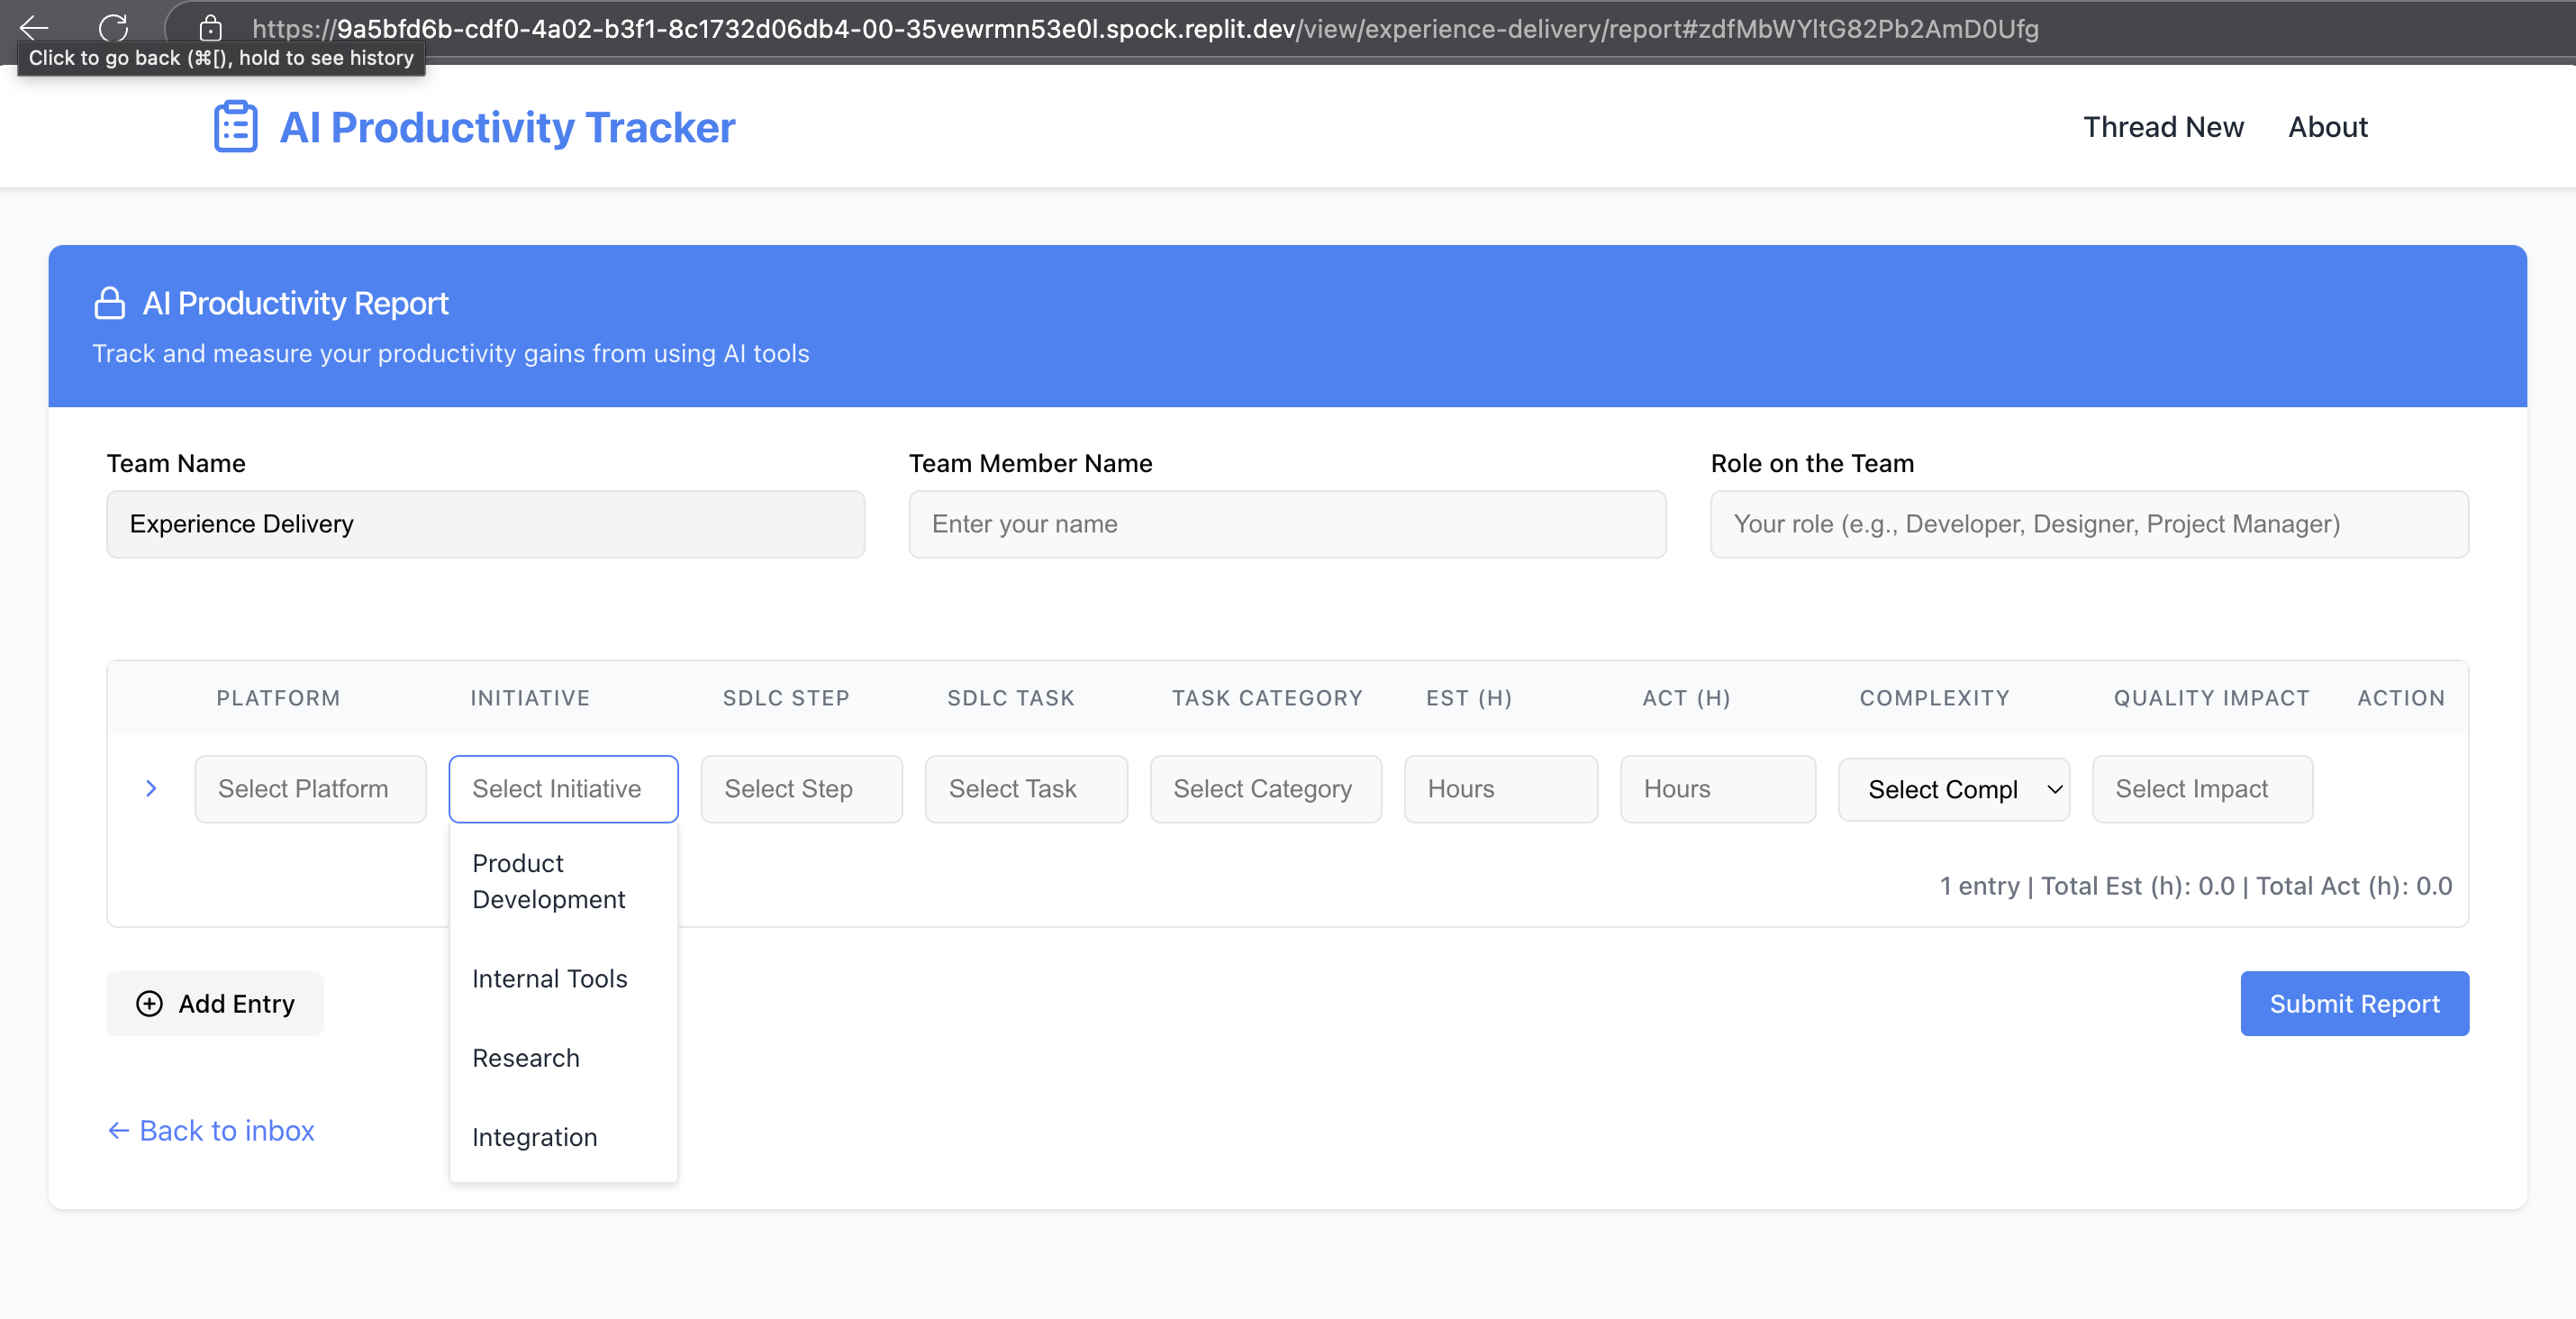 https://9a5bfd6b-cdf0-4a02-b3f1-8c1732d06db4-00-35vewrmn53e0l.spock.replit.dev/view/experience-delivery/report#zdfMbWYltG82Pb2AmD0Ufg
Click to go back (⌘[), hold to see history
AI Productivity Tracker
Thread New
About
AI Productivity Report
Track and measure your productivity gains from using AI tools
Team Name
Team Member Name
Role on the Team
Experience Delivery
Enter your name
Your role (e.g., Developer, Designer, Project Manager)
PLATFORM
INITIATIVE
SDLC STEP
SDLC TASK
TASK CATEGORY
EST (H)
ACT (H)
COMPLEXITY
QUALITY IMPACT
ACTION
Select Platform
Select Initiative
Select Step
Select Task
Select Category
Hours
Hours
Select Compl
Select Impact
Product
Development
Internal Tools
Research
Integration
1 entry | Total Est (h): 0.0 | Total Act (h): 0.0
Add Entry
Submit Report
← Back to inbox